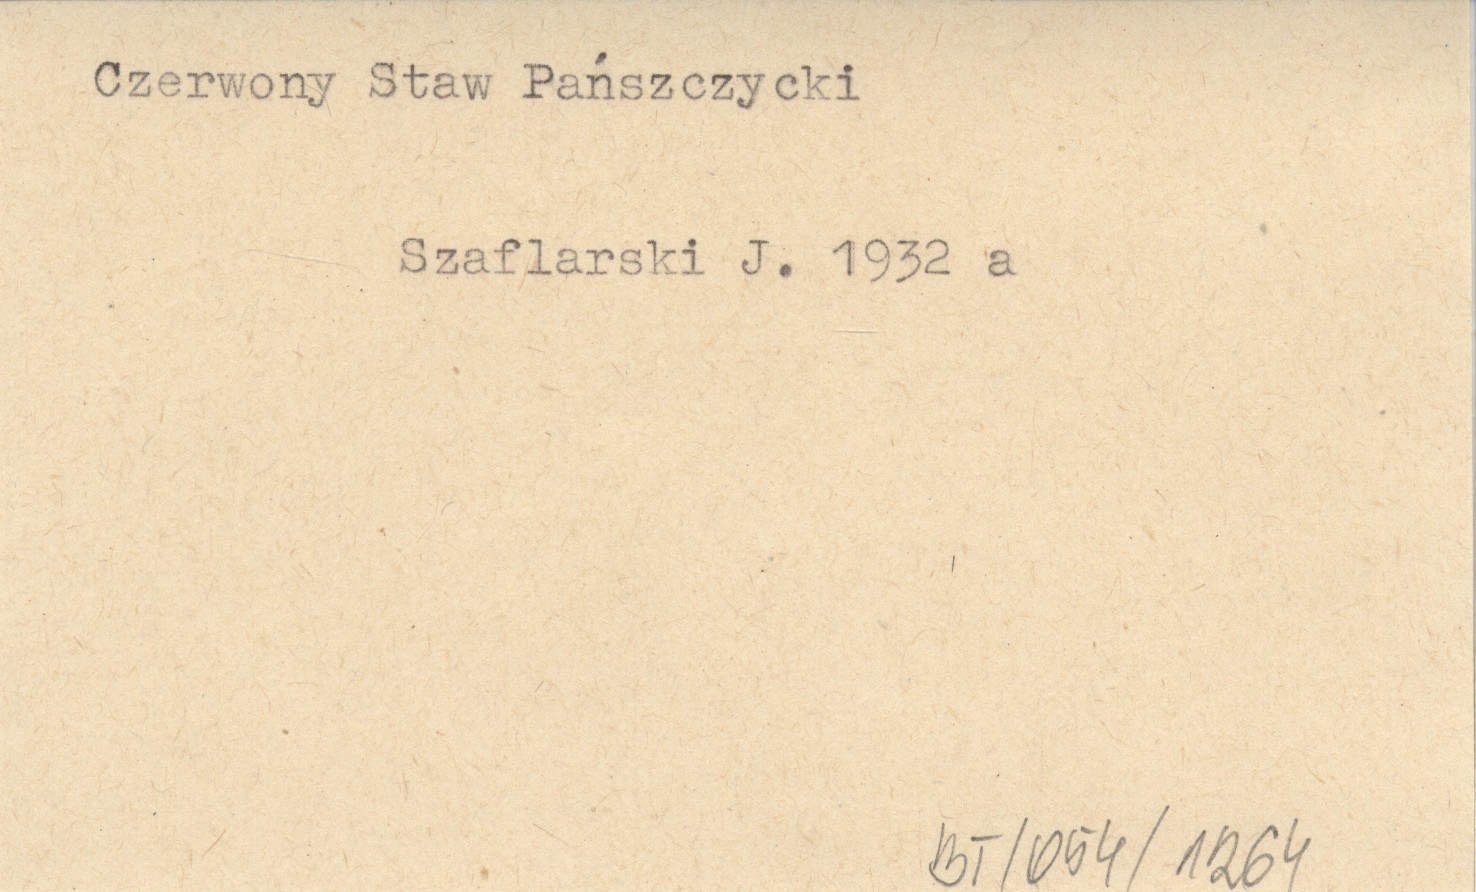 Czerwony Staw Pańszczycki
Szaflarski J. 1932 a
BT/054/1264